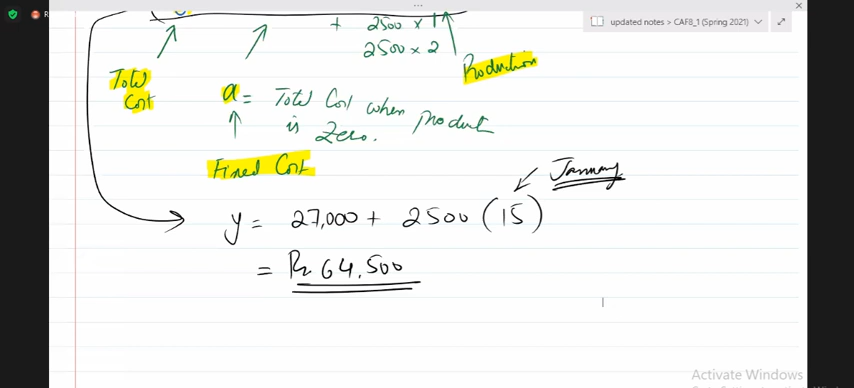 updated notes > CAF8_1 (Spring 2021)
+ 2500 × 1
2500 × 2
Production
Total
Cost
a = Total Cost when Product
is Zero.
Fixed Cost
January
y = 27,000 + 2500 (15)
= Rs 64,500
Activate Windows